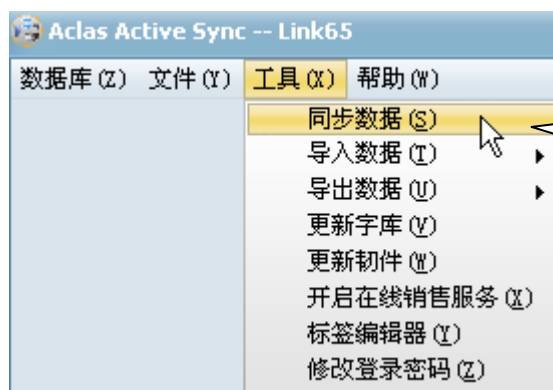 Aclas Active Sync -- Link65
数据库(Z) 文件(Y) 工具(X) 帮助(W)
同步数据(S)
导入数据(T)
导出数据(U)
更新字库(V)
更新韧件(W)
开启在线销售服务(X)
标签编辑器(Y)
修改登录密码(Z)